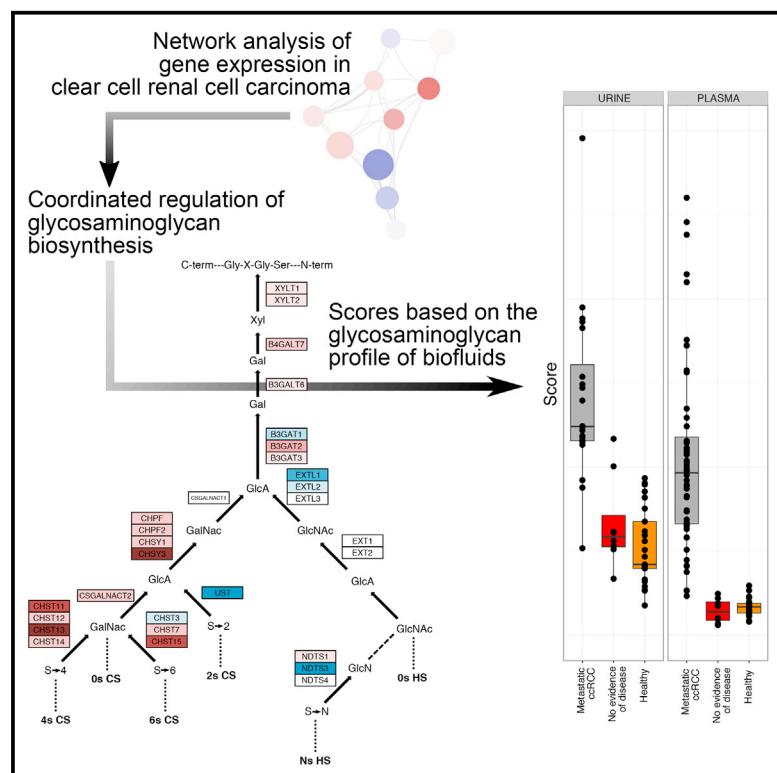 Network analysis of
gene expression in
clear cell renal cell carcinoma
Coordinated regulation of
glycosaminoglycan
biosynthesis
Scores based on the
glycosaminoglycan
profile of biofluids
C-term---Gly-X-Gly-Ser---N-term
XYLT1
XYLT2
Xyl
B4GALT7
Gal
B3GALT6
Gal
B3GAT1
B3GAT2
B3GAT3
GlcA
EXTL1
EXTL2
EXTL3
CSGALNACT1
CHPF
CHPF2
CHSY1
CHSY3
GalNac
GlcNAc
EXT1
EXT2
GlcA
GlcA
CSGALNACT2
UST
CHST11
CHST12
CHST13
CHST14
GalNac
CHST3
CHST7
CHST15
S→2
GlcNAc
NDTS1
NDTS3
NDTS4
GlcN
S→4
0s CS
S→6
2s CS
0s HS
4s CS
6s CS
S→N
Ns HS
URINE
PLASMA
Score
Metastatic
ccRCC
No evidence
of disease
Healthy
Metastatic
ccRCC
No evidence
of disease
Healthy